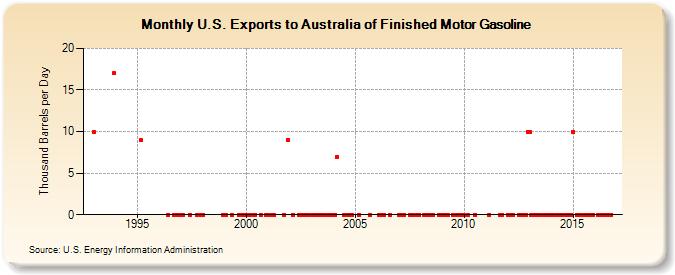 Monthly U.S. Exports to Australia of Finished Motor Gasoline
Thousand Barrels per Day
20
15
10
5
0
1995 2000 2005 2010 2015
Source: U.S. Energy Information Administration